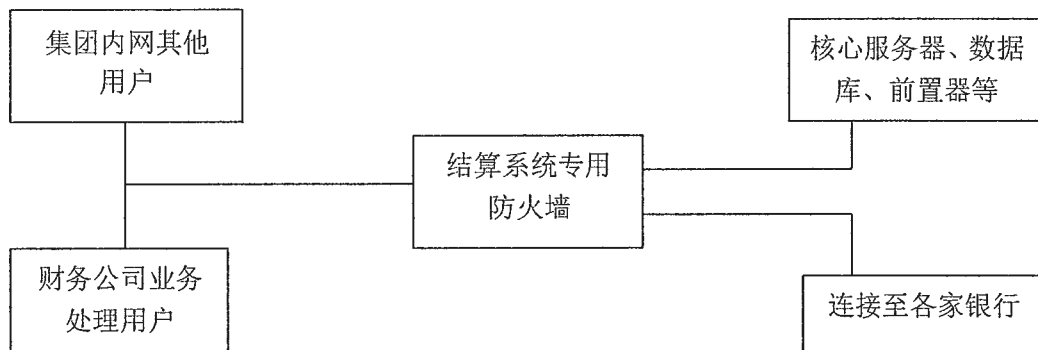 集团内网其他
用户
核心服务器、数据
库、前置器等
结算系统专用
防火墙
财务公司业务
处理用户
连接至各家银行